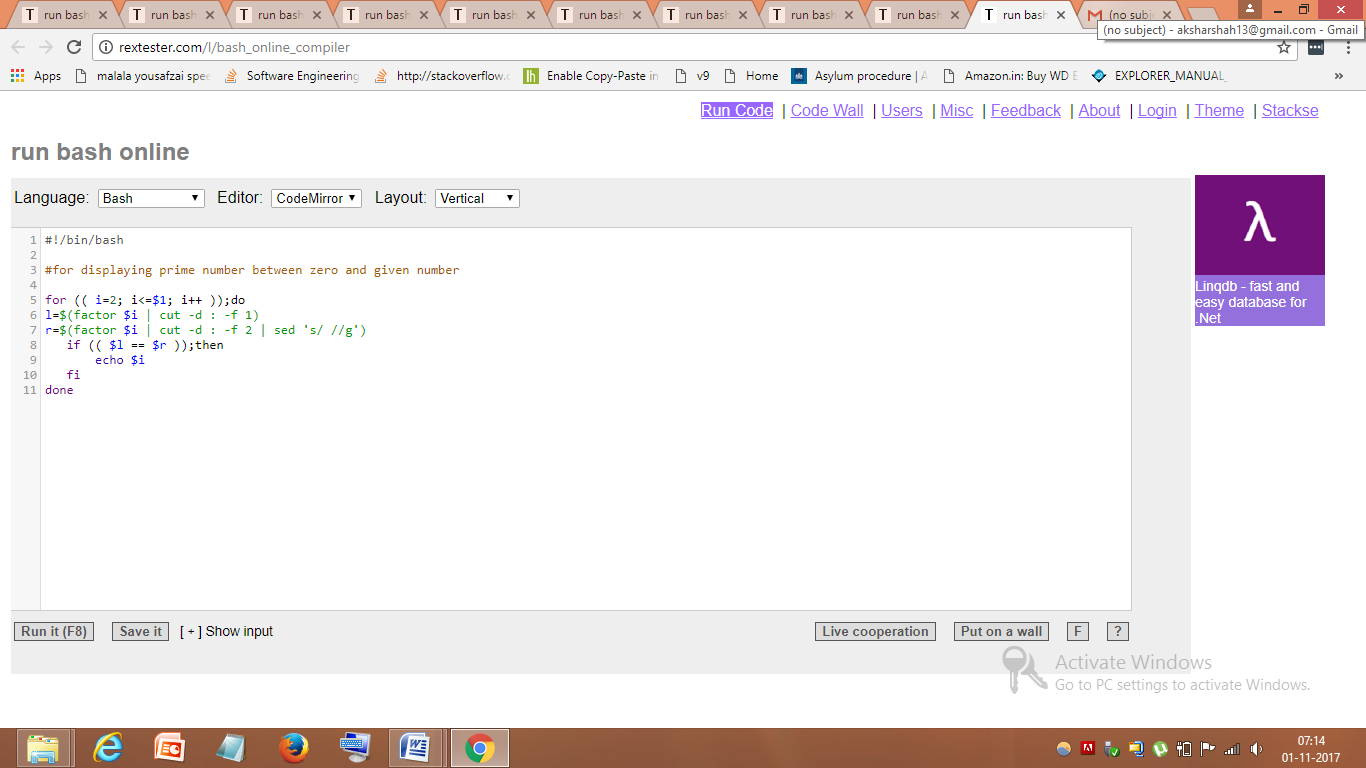 run bash run bash run bash run bash run bash run bash run bash run bash run bash run bash (no subj
(no subject) - aksharshah13@gmail.com - Gmail
rextester.com/l/bash_online_compiler
Apps malala yousafzai spee Software Engineering http://stackoverflow.c Enable Copy-Paste in v9 Home Asylum procedure | A Amazon.in: Buy WD E EXPLORER_MANUAL_ »
Run Code | Code Wall | Users | Misc | Feedback | About | Login | Theme | Stackse
run bash online
Language: Bash Editor: CodeMirror Layout: Vertical
1 #!/bin/bash
2
3 #for displaying prime number between zero and given number
4
5 for (( i=2; i<=$1; i++ ));do
6 l=$(factor $i | cut -d : -f 1)
7 r=$(factor $i | cut -d : -f 2 | sed 's/ //g')
8 if (( $l == $r ));then
9 echo $i
10 fi
11 done
λ
Linqdb - fast and
easy database for
.Net
Run it (F8) Save it [ + ] Show input Live cooperation Put on a wall F ?
Activate Windows
Go to PC settings to activate Windows.
07:14
01-11-2017